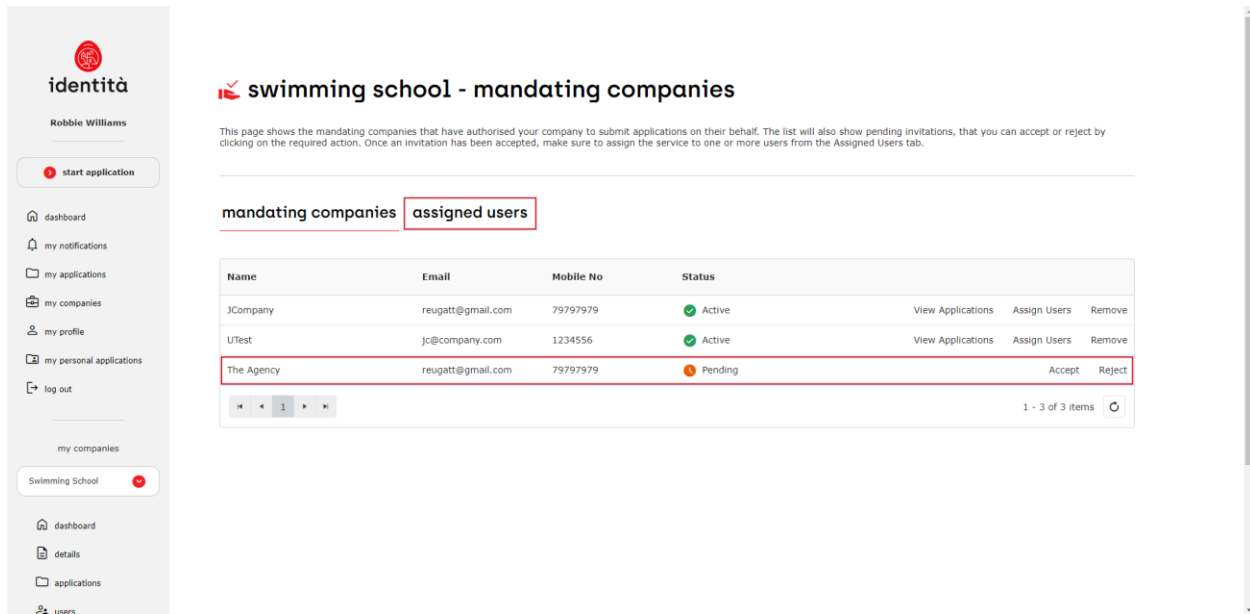 identità
Robbie Williams
start application
dashboard
my notifications
my applications
my companies
my profile
my personal applications
log out
my companies
Swimming School
dashboard
details
applications
users
swimming school - mandating companies
This page shows the mandating companies that have authorised your company to submit applications on their behalf. The list will also show pending invitations, that you can accept or reject by
clicking on the required action. Once an invitation has been accepted, make sure to assign the service to one or more users from the Assigned Users tab.
mandating companies assigned users
Name Email Mobile No Status
JCompany reugatt@gmail.com 79797979 Active View Applications Assign Users Remove
UTest jc@company.com 1234556 Active View Applications Assign Users Remove
The Agency reugatt@gmail.com 79797979 Pending Accept Reject
1 1 - 3 of 3 items